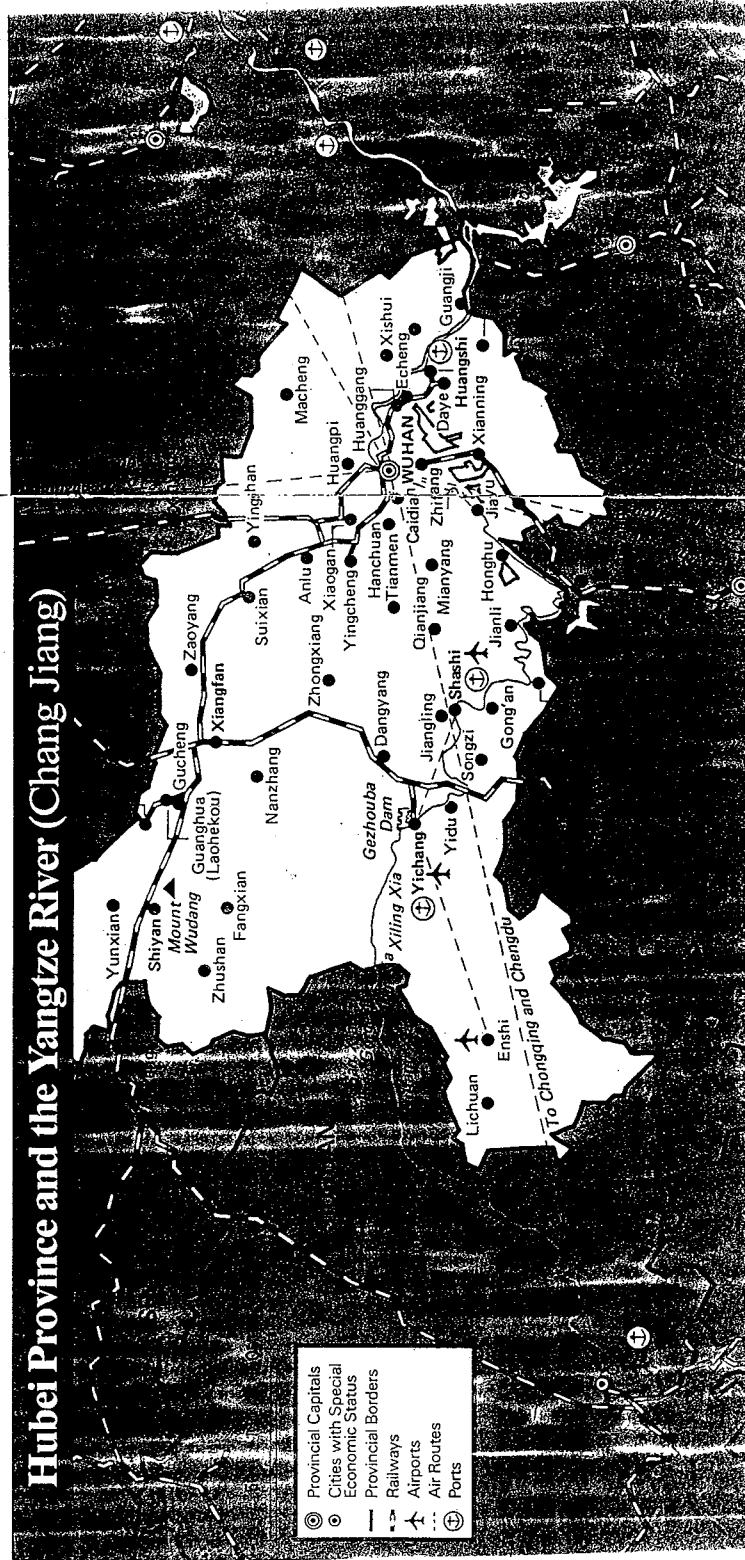 Hubei Province and the Yangtze River (Chang Jiang)
Provincial Capitals
Cities with Special
Economic Status
Provincial Borders
Railways
Airports
Air Routes
Ports
Yunxian
Shiyan
Mount
Wudang
Zhushan
Fangxian
Gucheng
Guanghua
(Laohekou)
Xiangfan
Nanzhang
Zaoyang
Suixian
Yingshan
Anlu
Xiaogan
Yingcheng
Zhongxiang
Hanchuan
Tianmen
Macheng
Huangpi
Huanggang
Xishui
Echeng
WUHAN
Caidian
Zhifang
Daye
Huangshi
Guangji
Xianning
Jiayu
Dangyang
Gezhouba
Dam
Yichang
Xiling Xia
Yidu
Jiangling
Shashi
Songzi
Gong'an
Qianjiang
Mianyang
Honghu
Jianli
Enshi
Lichuan
To Chongqing and Chengdu